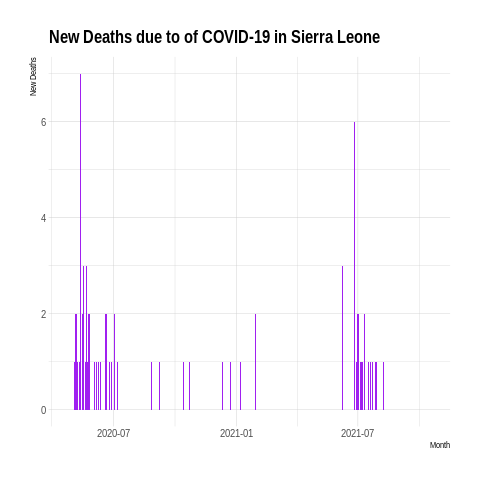 New Deaths due to of COVID-19 in Sierra Leone
New Deaths
6
4
2
0
2020-07
2021-01
2021-07
Month